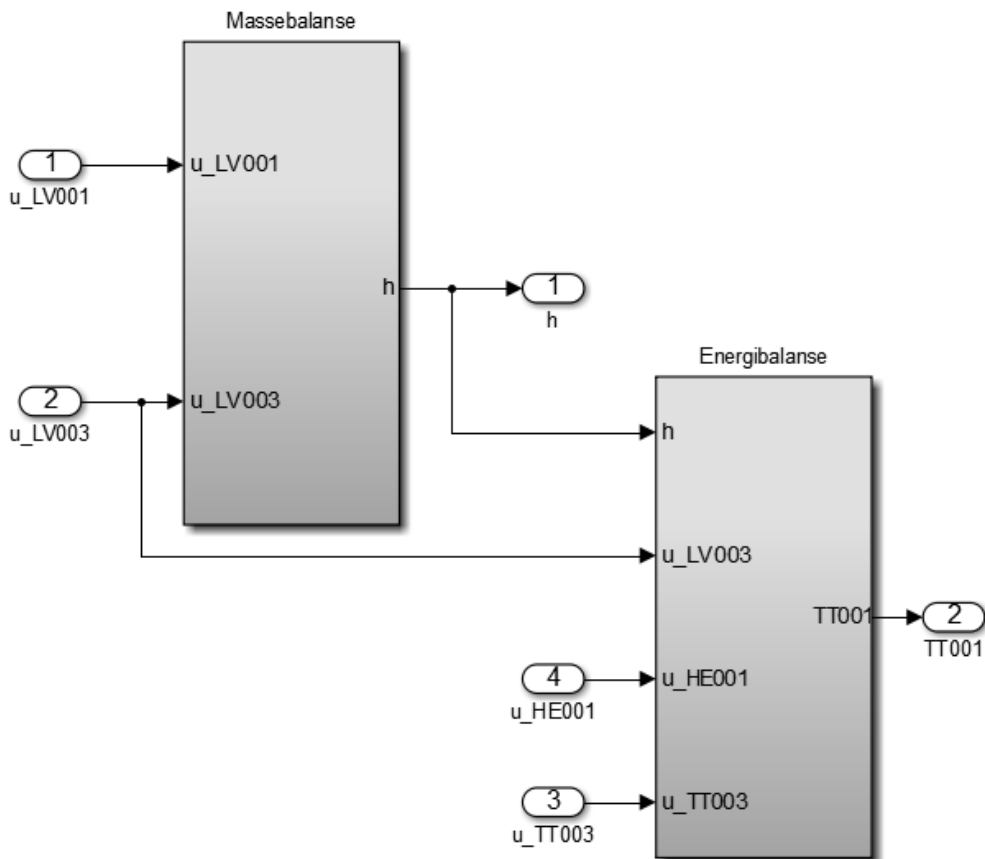 Massebalanse
1
u_LV001
u_LV001
h
1
h
2
u_LV003
u_LV003
Energibalanse
h
u_LV003
TT001
2
TT001
4
u_HE001
u_HE001
3
u_TT003
u_TT003